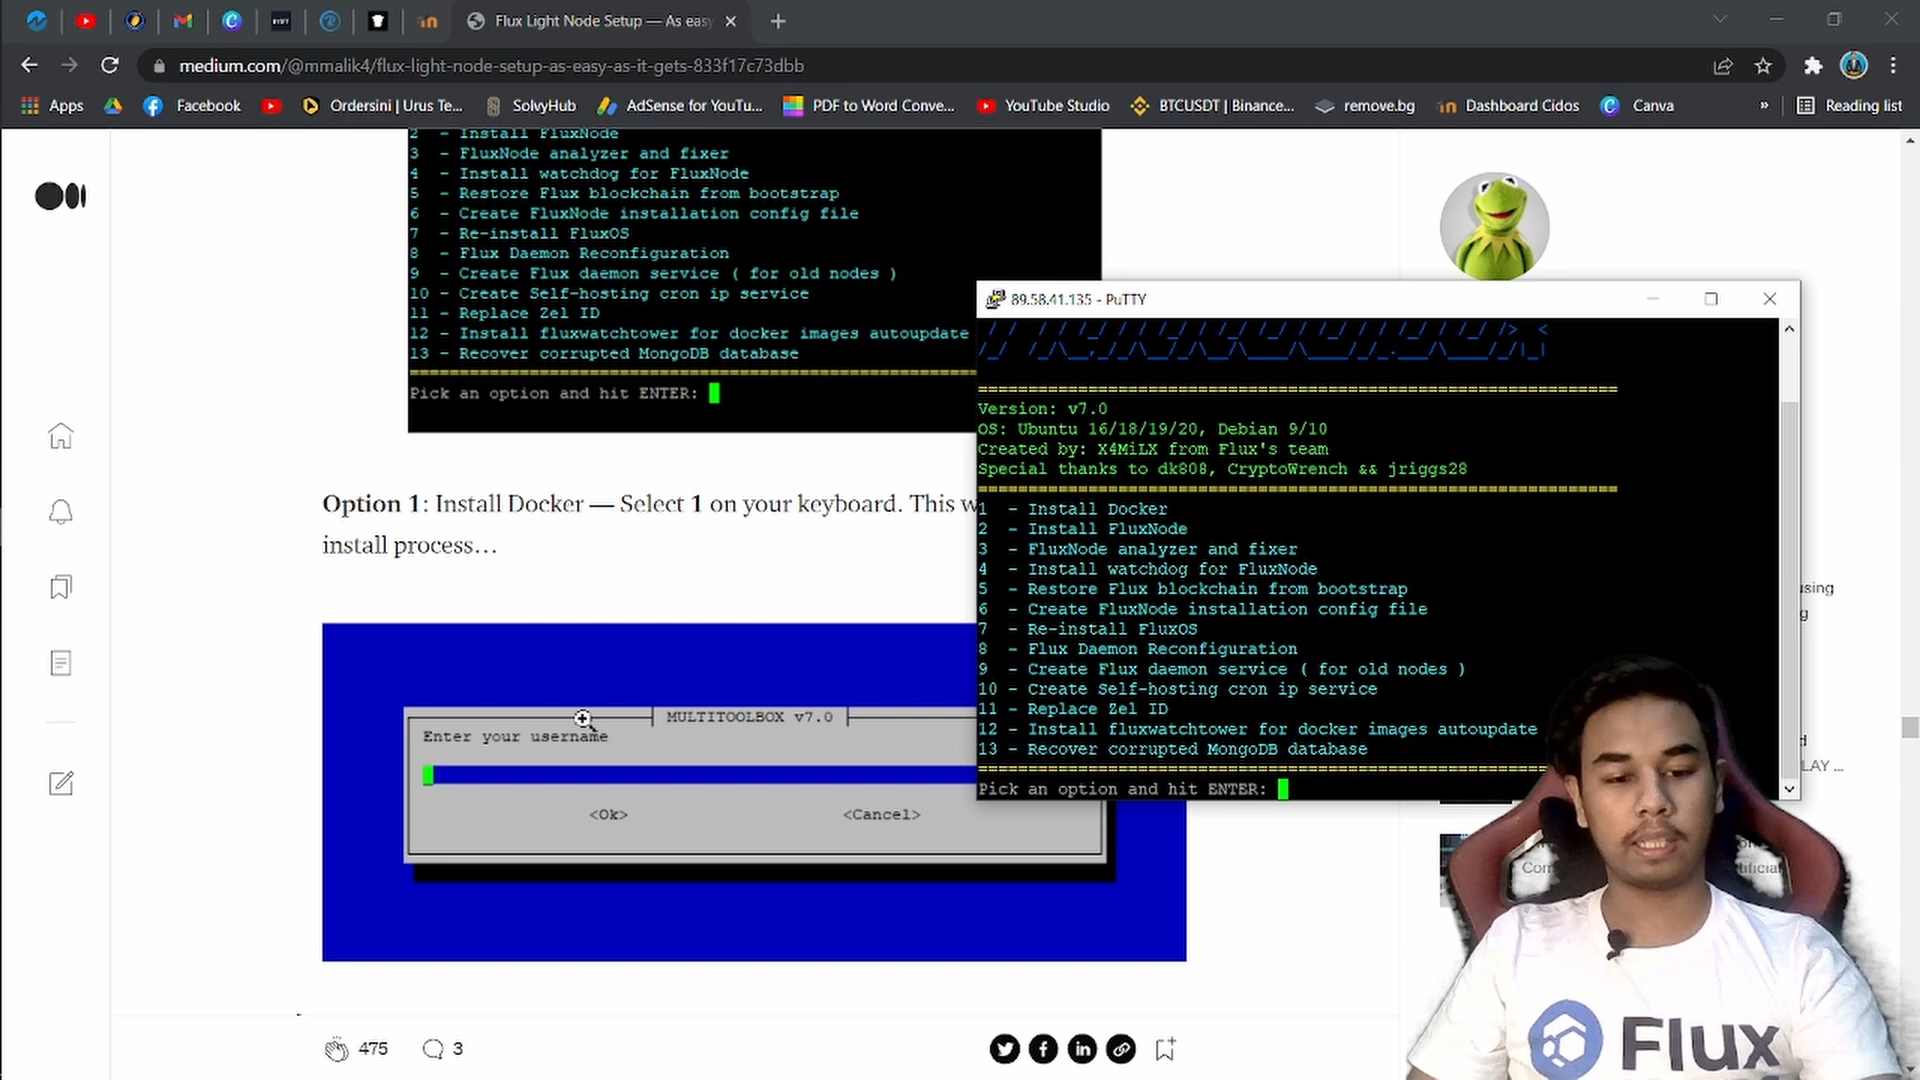 Flux Light Node Setup — As easy
medium.com/@mmalik4/flux-light-node-setup-as-easy-as-it-gets-833f17c73dbb
Apps
Facebook
Ordersini | Urus Te...
SolvyHub
AdSense for YouTu...
PDF to Word Conve...
YouTube Studio
BTCUSDT | Binance...
remove.bg
Dashboard Cidos
Canva
»
Reading list
2 - Install FluxNode
3 - FluxNode analyzer and fixer
4 - Install watchdog for FluxNode
5 - Restore Flux blockchain from bootstrap
6 - Create FluxNode installation config file
7 - Re-install FluxOS
8 - Flux Daemon Reconfiguration
9 - Create Flux daemon service ( for old nodes )
10 - Create Self-hosting cron ip service
11 - Replace Zel ID
12 - Install fluxwatchtower for docker images autoupdate
13 - Recover corrupted MongoDB database
Pick an option and hit ENTER:
Option 1: Install Docker — Select 1 on your keyboard. This w
install process…
MULTITOOLBOX v7.0
Enter your username
<Ok>
<Cancel>
475
3
89.58.41.135 - PuTTY
Version: v7.0
OS: Ubuntu 16/18/19/20, Debian 9/10
Created by: X4MiLX from Flux's team
Special thanks to dk808, CryptoWrench && jriggs28
1 - Install Docker
2 - Install FluxNode
3 - FluxNode analyzer and fixer
4 - Install watchdog for FluxNode
5 - Restore Flux blockchain from bootstrap
6 - Create FluxNode installation config file
7 - Re-install FluxOS
8 - Flux Daemon Reconfiguration
9 - Create Flux daemon service ( for old nodes )
10 - Create Self-hosting cron ip service
11 - Replace Zel ID
12 - Install fluxwatchtower for docker images autoupdate
13 - Recover corrupted MongoDB database
Pick an option and hit ENTER:
using
g
d
LAY ...
Com
tificial
Flux